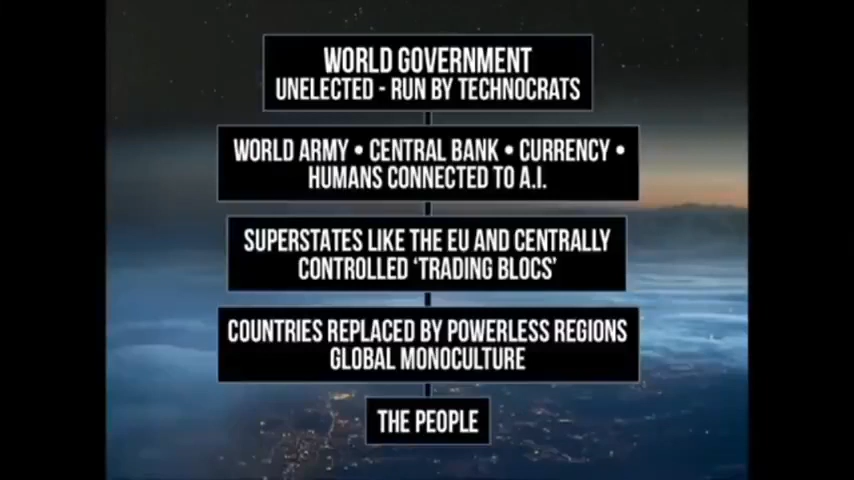 WORLD GOVERNMENT
UNELECTED - RUN BY TECHNOCRATS
WORLD ARMY • CENTRAL BANK • CURRENCY •
HUMANS CONNECTED TO A.I.
SUPERSTATES LIKE THE EU AND CENTRALLY
CONTROLLED ‘TRADING BLOCS’
COUNTRIES REPLACED BY POWERLESS REGIONS
GLOBAL MONOCULTURE
THE PEOPLE